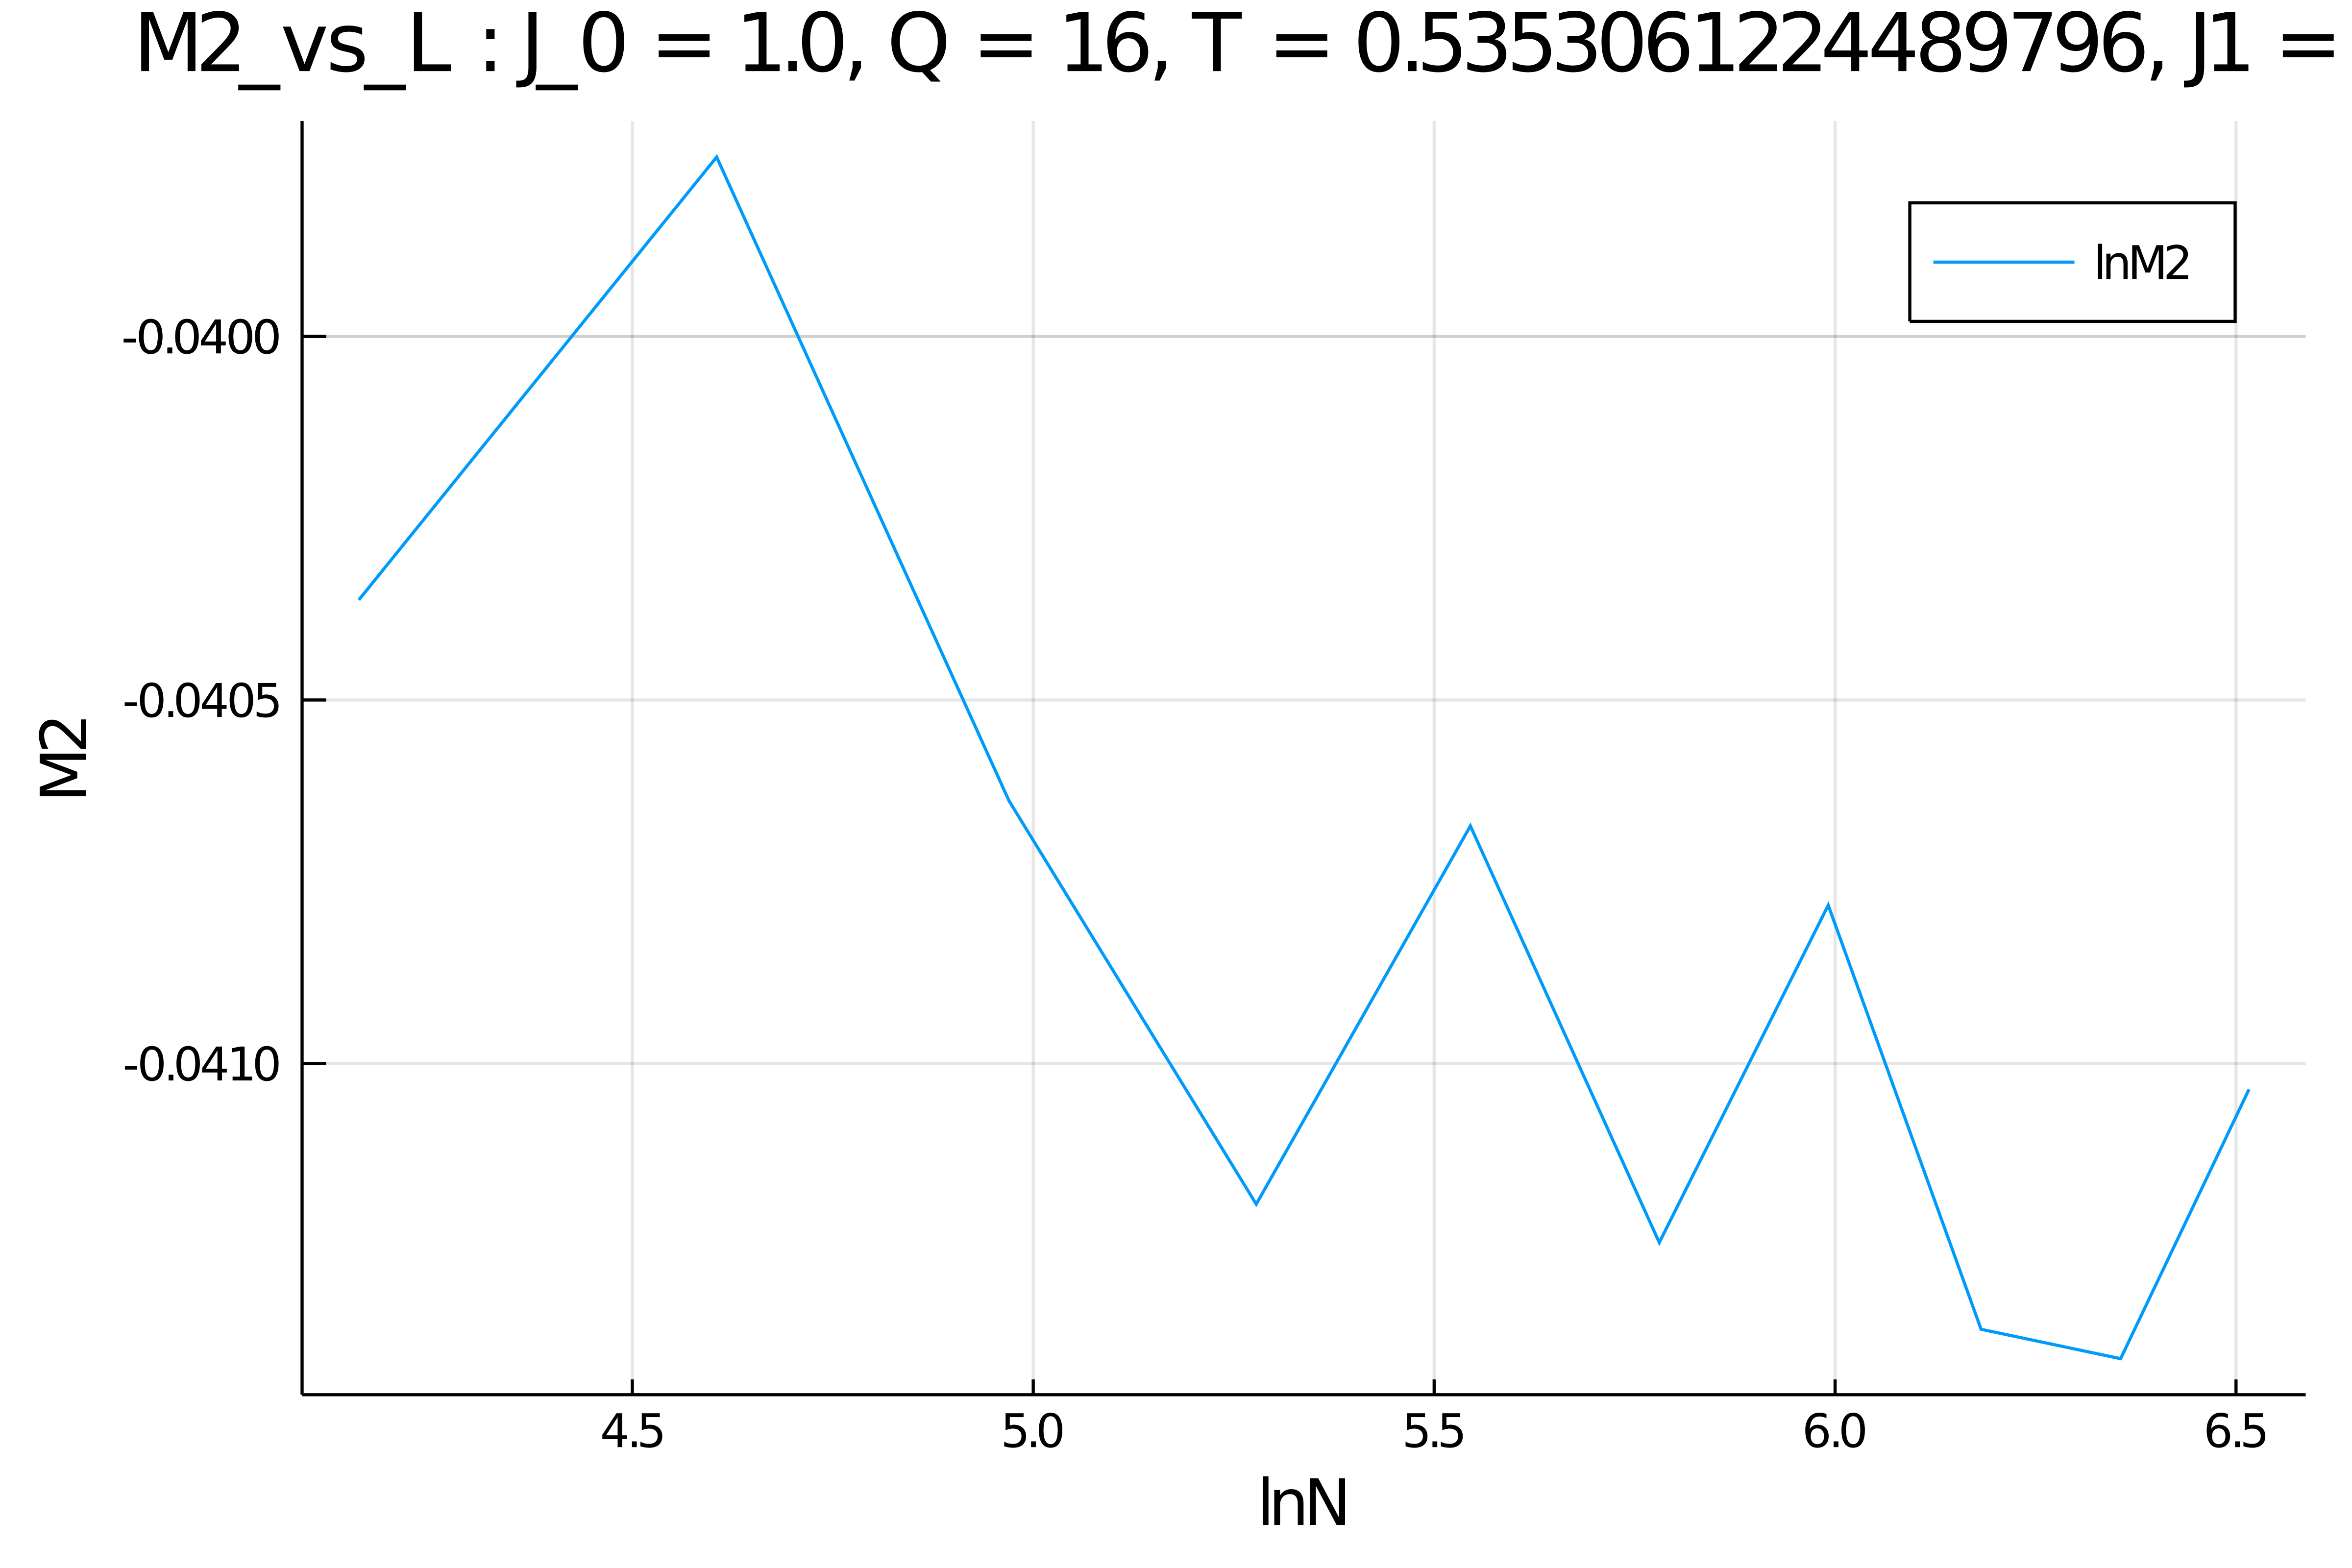 M2_vs_L : J_0 = 1.0, Q = 16, T = 0.5353061224489796, J1 =
lnM2
-0.0400
-0.0405
-0.0410
M2
4.5 5.0 5.5 6.0 6.5
lnN